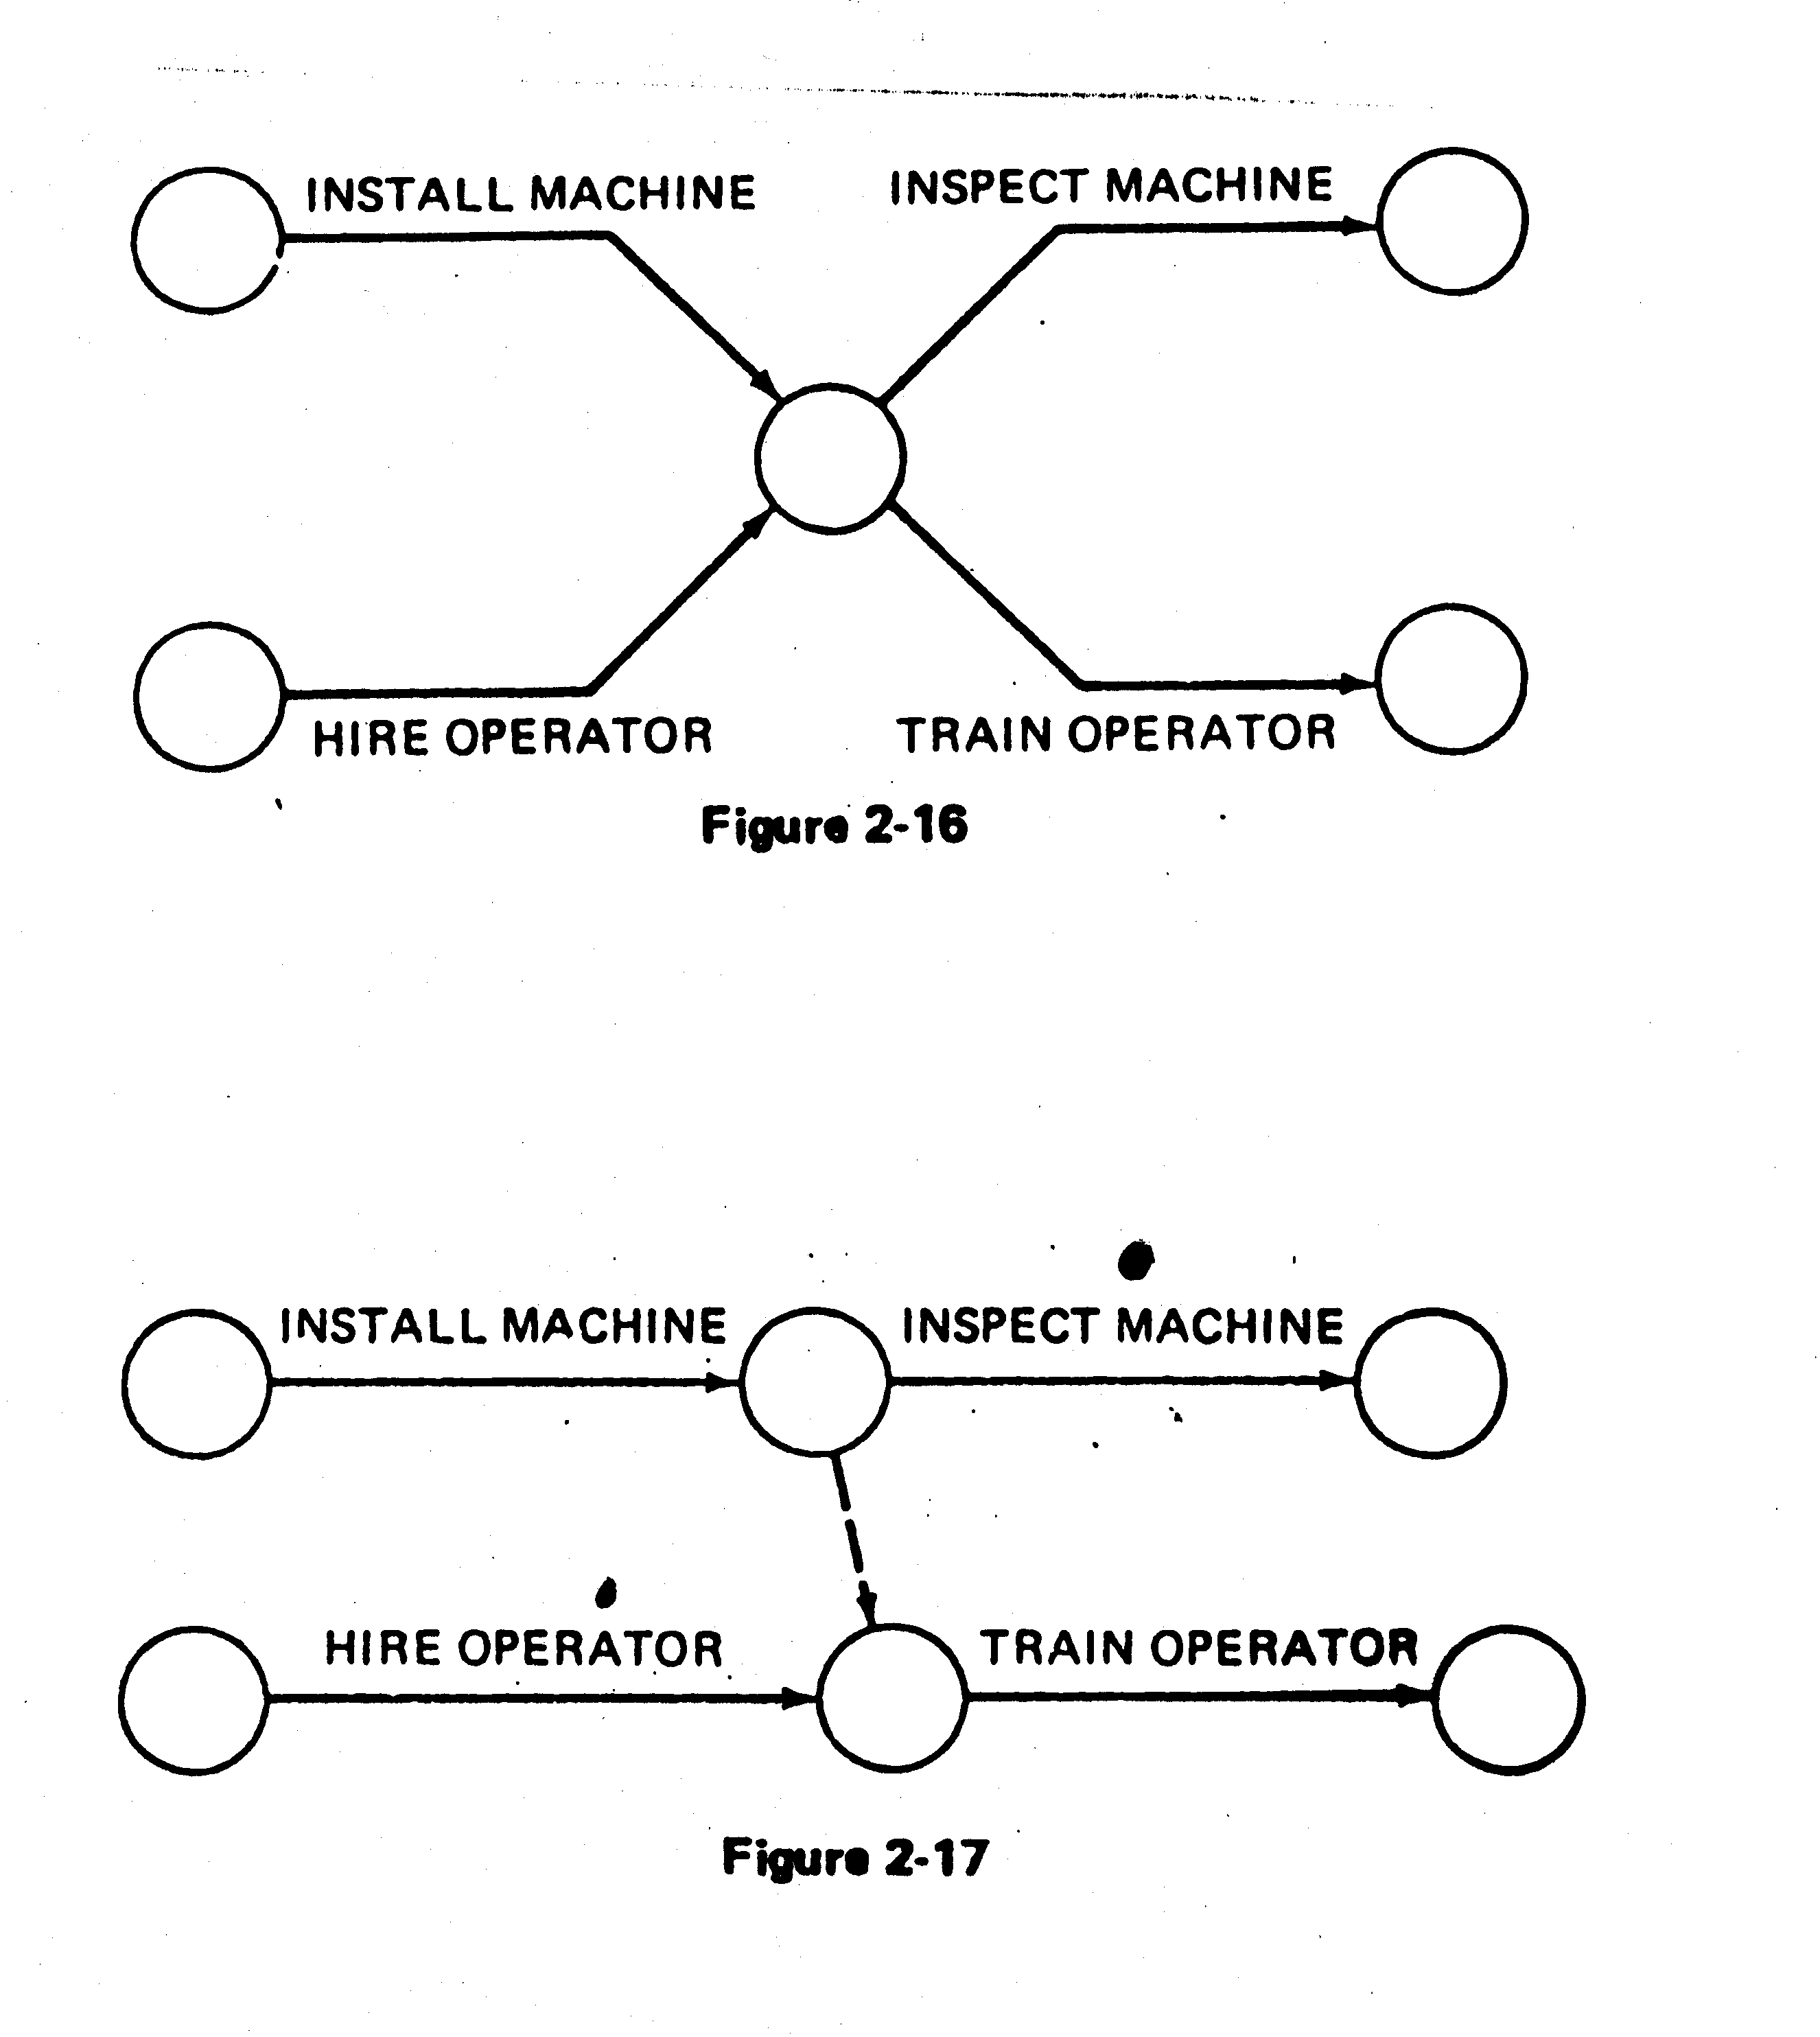 INSTALL MACHINE
INSPECT MACHINE
HIRE OPERATOR
TRAIN OPERATOR
Figure 2-16
INSTALL MACHINE
INSPECT MACHINE
HIRE OPERATOR
TRAIN OPERATOR
Figure 2-17